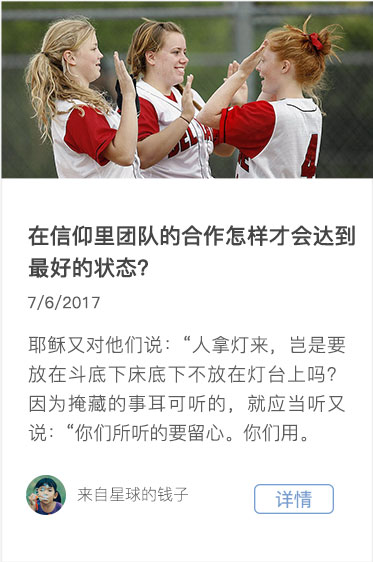 4
在信仰里团队的合作怎样才会达到
最好的状态？
7/6/2017
耶稣又对他们说：“人拿灯来，岂是要
放在斗底下床底下不放在灯台上吗？
因为掩藏的事耳可听的，就应当听又
说：“你们所听的要留心。你们用。
来自星球的钱子
详情